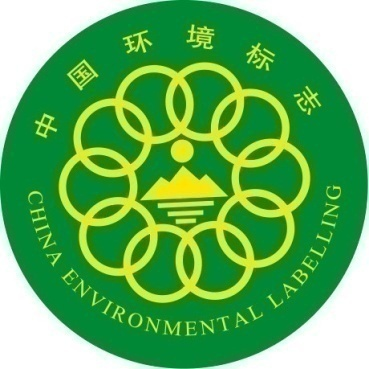 中国环境标志
CHINA ENVIRONMENTAL LABELLING